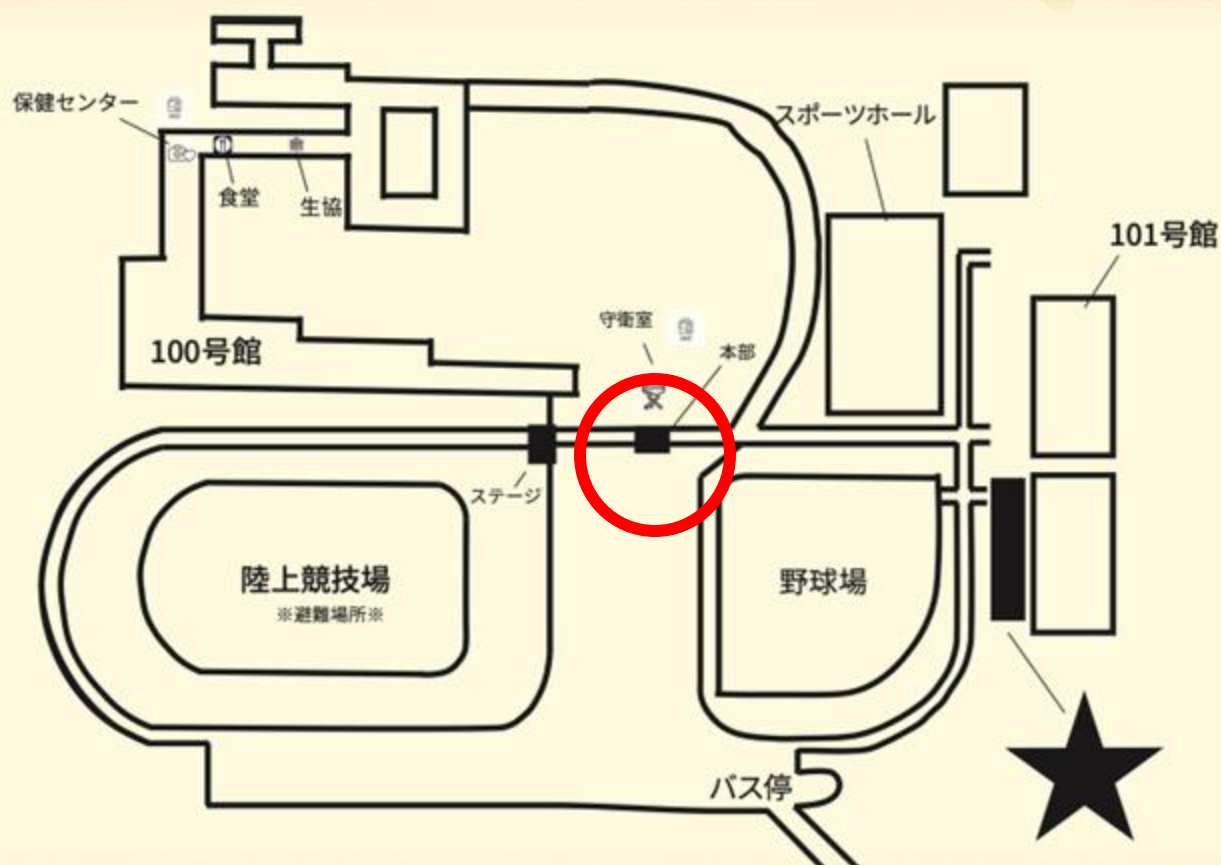 保健センター
スポーツホール
食堂
生協
101号館
守衛室
本部
100号館
ステージ
陸上競技場
※避難場所※
野球場
バス停